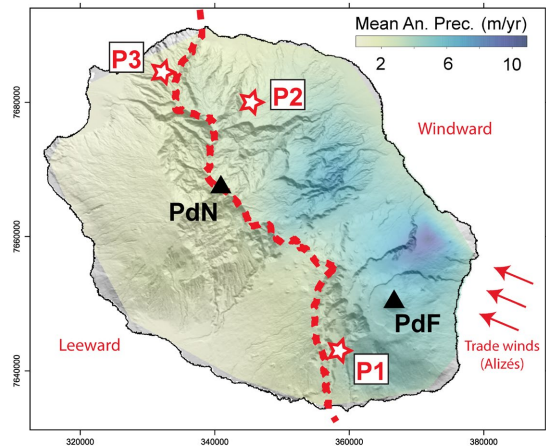 Mean An. Prec. (m/yr)
2 6 10
P3
P2
Windward
PdN
PdF
Leeward
Trade winds
(Alizés)
P1
7680000
7660000
7640000
320000 340000 360000 380000